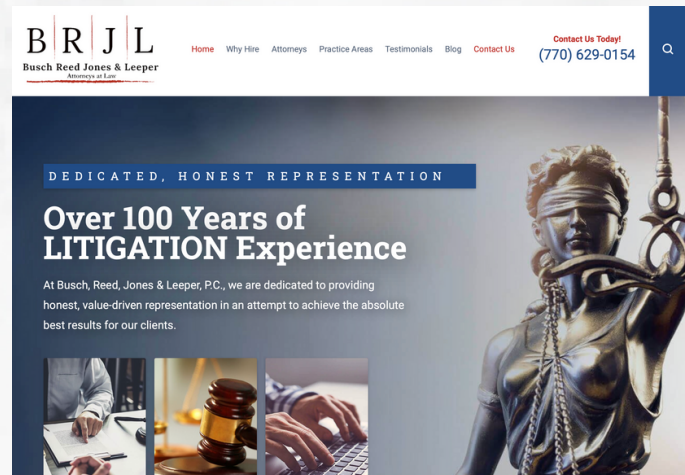 B R J L
Busch Reed Jones & Leeper
Attorneys at Law
Home Why Hire Attorneys Practice Areas Testimonials Blog Contact Us
Contact Us Today!
(770) 629-0154
DEDICATED, HONEST REPRESENTATION
Over 100 Years of
LITIGATION Experience
At Busch, Reed, Jones & Leeper, P.C., we are dedicated to providing
honest, value-driven representation in an attempt to achieve the absolute
best results for our clients.